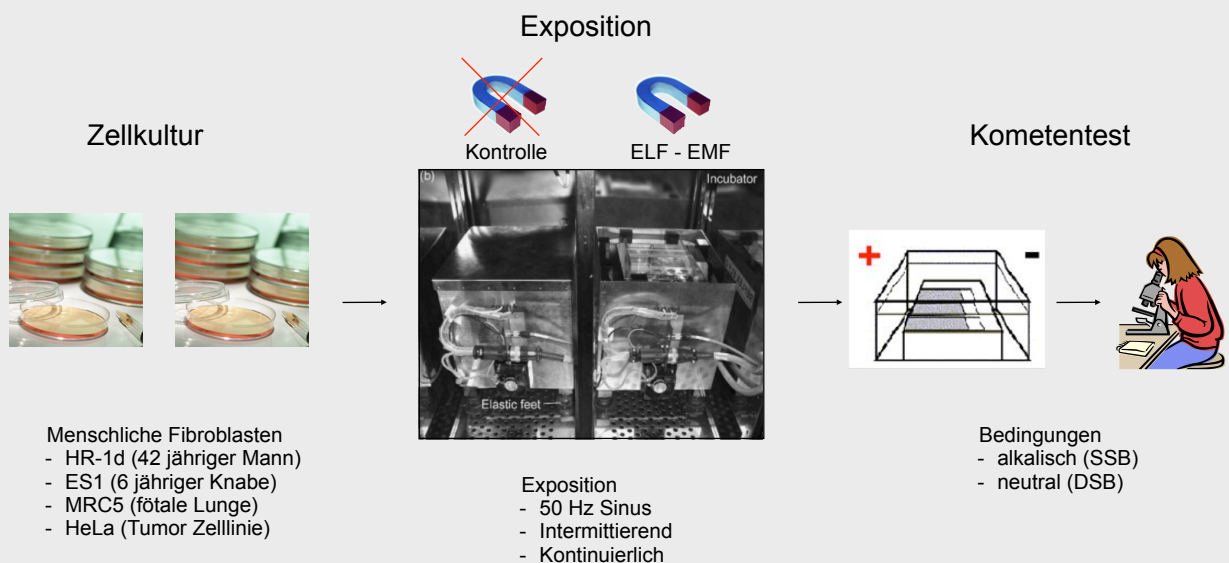 Exposition
Zellkultur
Kontrolle
ELF - EMF
Kometentest
(b)
Incubator
Elastic feet
+
-
Menschliche Fibroblasten
- HR-1d (42 jähriger Mann)
- ES1 (6 jähriger Knabe)
- MRC5 (fötale Lunge)
- HeLa (Tumor Zelllinie)
Exposition
- 50 Hz Sinus
- Intermittierend
- Kontinuierlich
Bedingungen
- alkalisch (SSB)
- neutral (DSB)